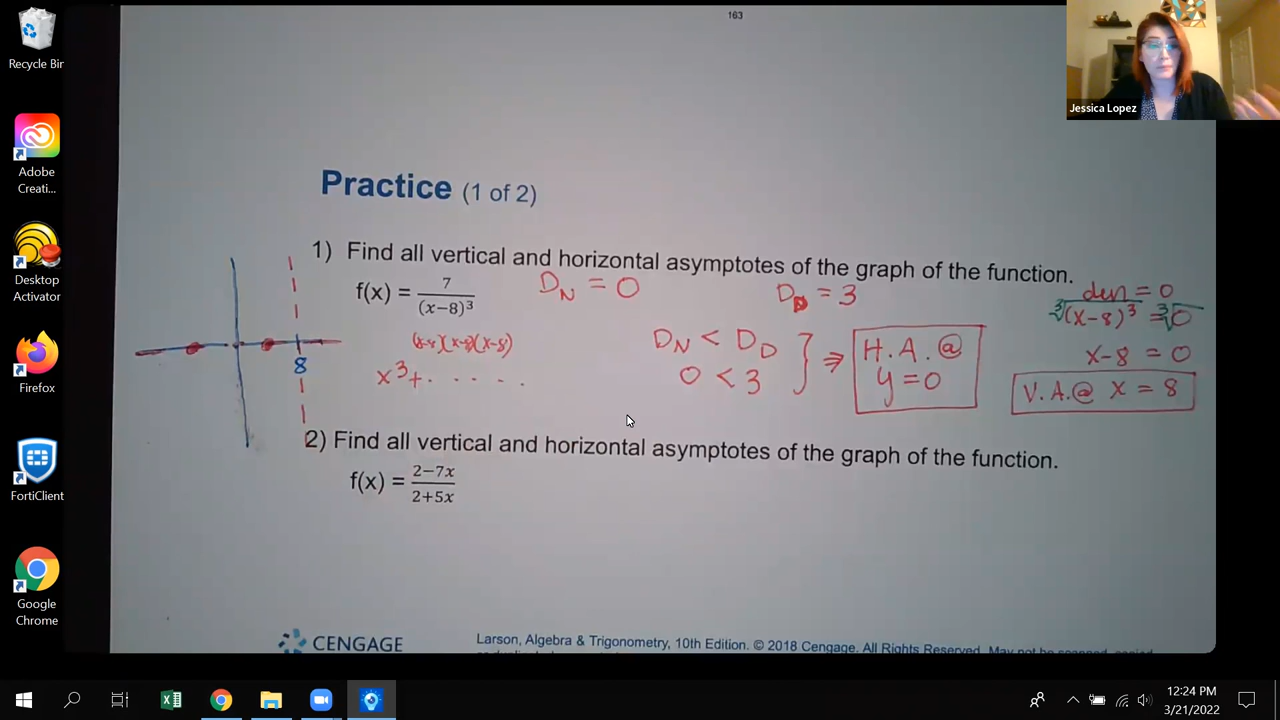 163
Recycle Bin
Adobe
Creati...
Desktop
Activator
Firefox
FortiClient
Google
Chrome
Jessica Lopez
Practice (1 of 2)
1) Find all vertical and horizontal asymptotes of the graph of the function.
f(x) = 7/(x−8)³
D_N = 0
D_D = 3
den = 0
∛(x-8)³ = ∛0
(x-8)(x-8)(x-8)
D_N < D_D } ⇒ H.A.@
x-8 = 0
x³+ . . . . .
0 < 3
y = 0
V.A.@ x = 8
8
2) Find all vertical and horizontal asymptotes of the graph of the function.
f(x) = 2−7x/2+5x
CENGAGE
Larson, Algebra & Trigonometry, 10th Edition. © 2018 Cengage. All Rights Reserved. May not be scanned, copied
12:24 PM
3/21/2022